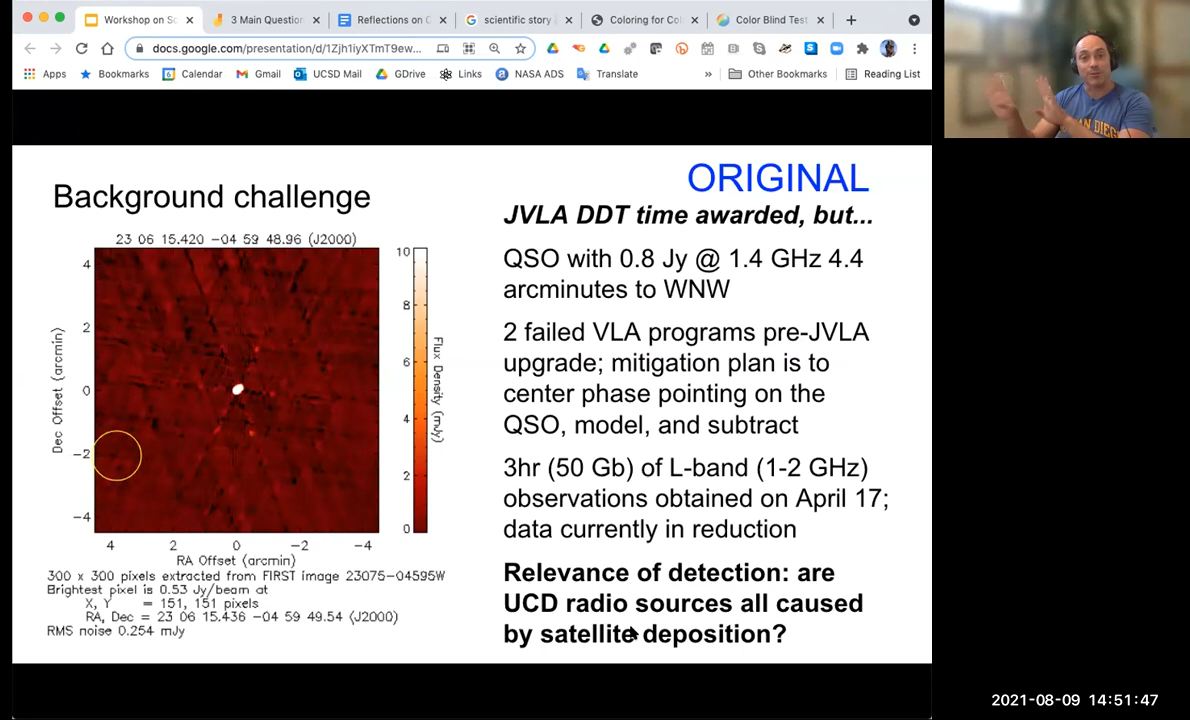 Workshop on Sc
3 Main Question
Reflections on C
scientific story
Coloring for Col
Color Blind Test
docs.google.com/presentation/d/1Zjh1iyXTmT9ew...
Apps
Bookmarks
Calendar
Gmail
UCSD Mail
GDrive
Links
NASA ADS
Translate
»
Other Bookmarks
Reading List
AN DIEG
Background challenge
ORIGINAL
JVLA DDT time awarded, but...
QSO with 0.8 Jy @ 1.4 GHz 4.4
arcminutes to WNW
2 failed VLA programs pre-JVLA
upgrade; mitigation plan is to
center phase pointing on the
QSO, model, and subtract
3hr (50 Gb) of L-band (1-2 GHz)
observations obtained on April 17;
data currently in reduction
Relevance of detection: are
UCD radio sources all caused
by satellite deposition?
23 06 15.420 -04 59 48.96 (J2000)
4
2
0
-2
-4
Dec Offset (arcmin)
4 2 0 -2 -4
RA Offset (arcmin)
10
8
6
4
2
0
Flux Density (mJy)
300 x 300 pixels extracted from FIRST image 23075-04595W
Brightest pixel is 0.53 Jy/beam at
X, Y = 151, 151 pixels
RA, Dec = 23 06 15.436 -04 59 49.54 (J2000)
RMS noise 0.254 mJy
2021-08-09 14:51:47